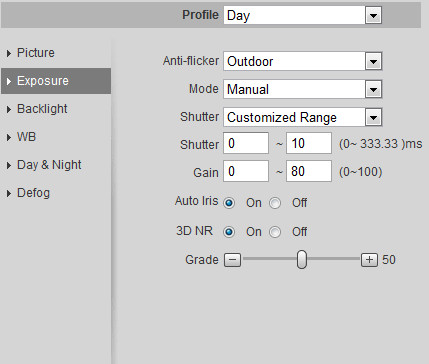 Profile Day
Picture
Exposure
Backlight
WB
Day & Night
Defog
Anti-flicker Outdoor
Mode Manual
Shutter Customized Range
Shutter 0 ~ 10 (0~ 333.33 )ms
Gain 0 ~ 80 (0~100)
Auto Iris On Off
3D NR On Off
Grade 50